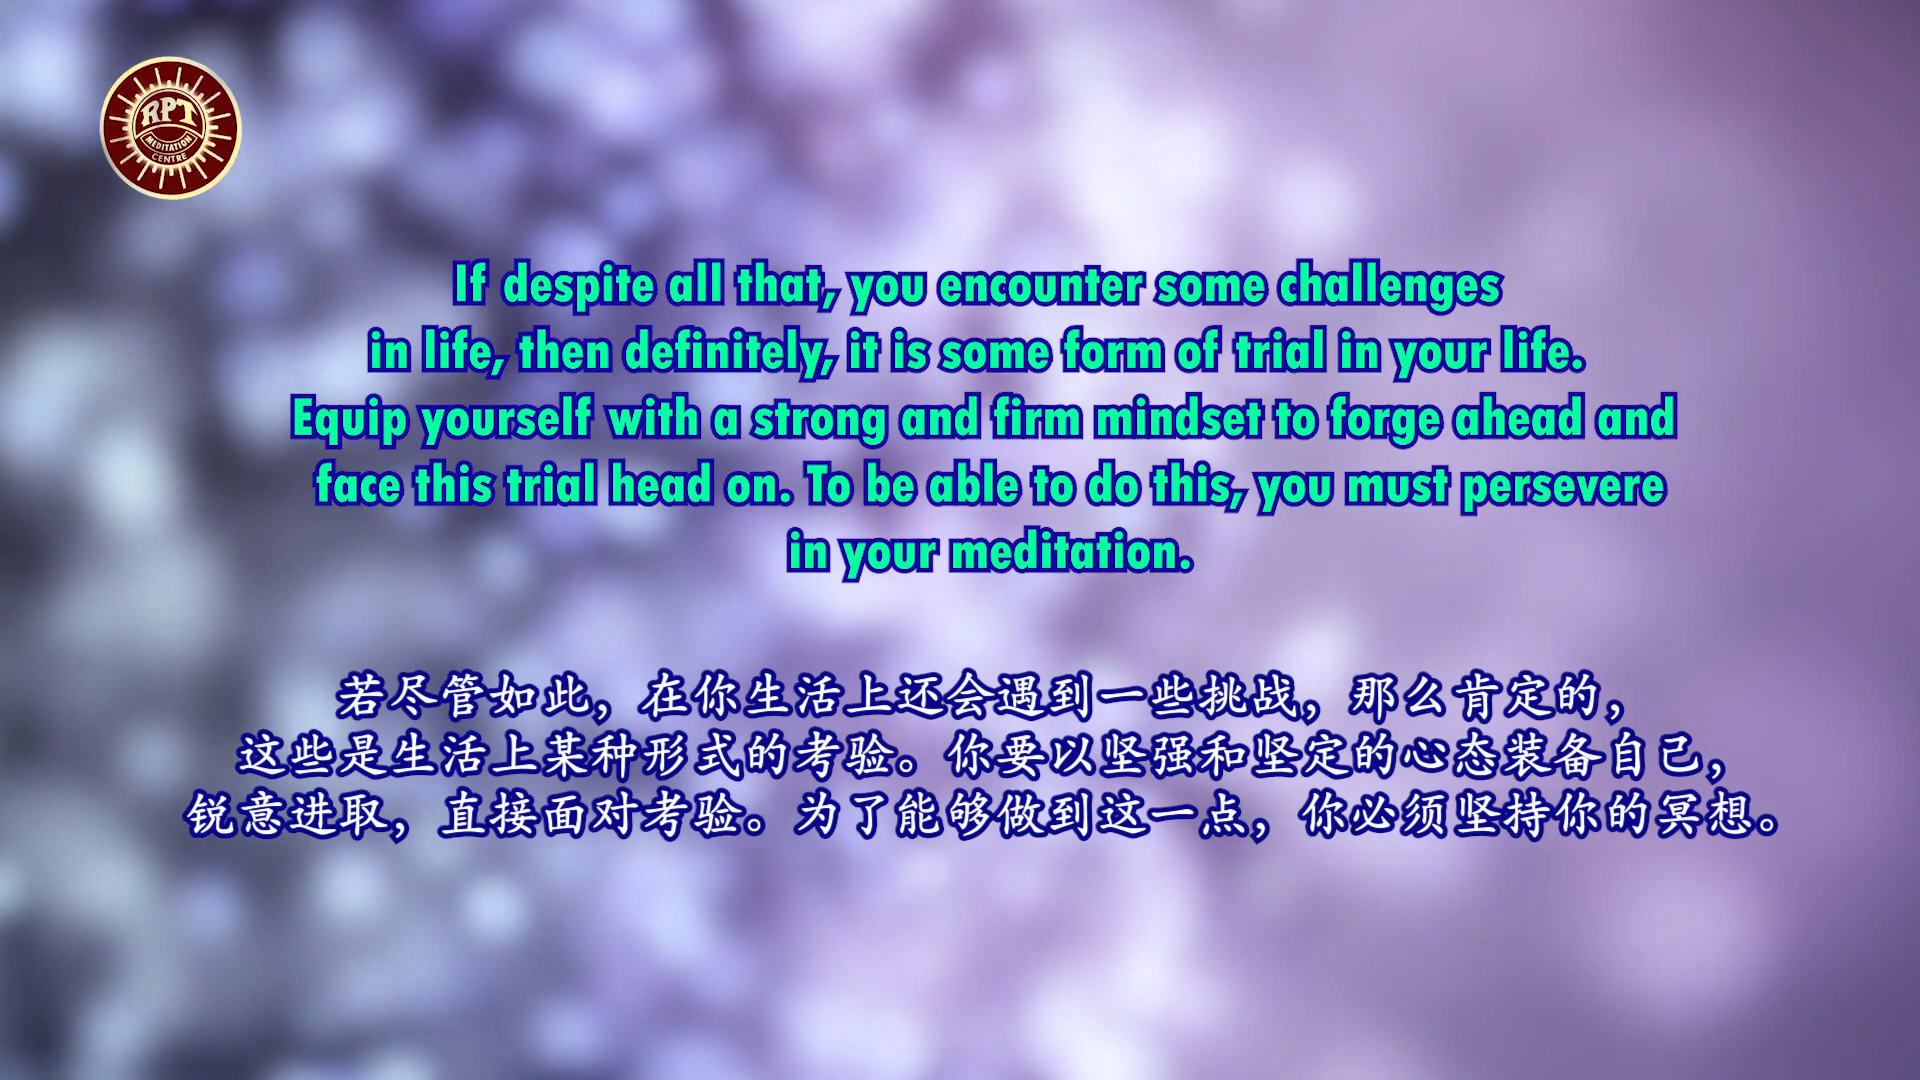 RPT
MEDITATION
CENTRE
If despite all that, you encounter some challenges
in life, then definitely, it is some form of trial in your life.
Equip yourself with a strong and firm mindset to forge ahead and
face this trial head on. To be able to do this, you must persevere
in your meditation.
若尽管如此，在你生活上还会遇到一些挑战，那么肯定的，
这些是生活上某种形式的考验。你要以坚强和坚定的心态装备自己，
锐意进取，直接面对考验。为了能够做到这一点，你必须坚持你的冥想。